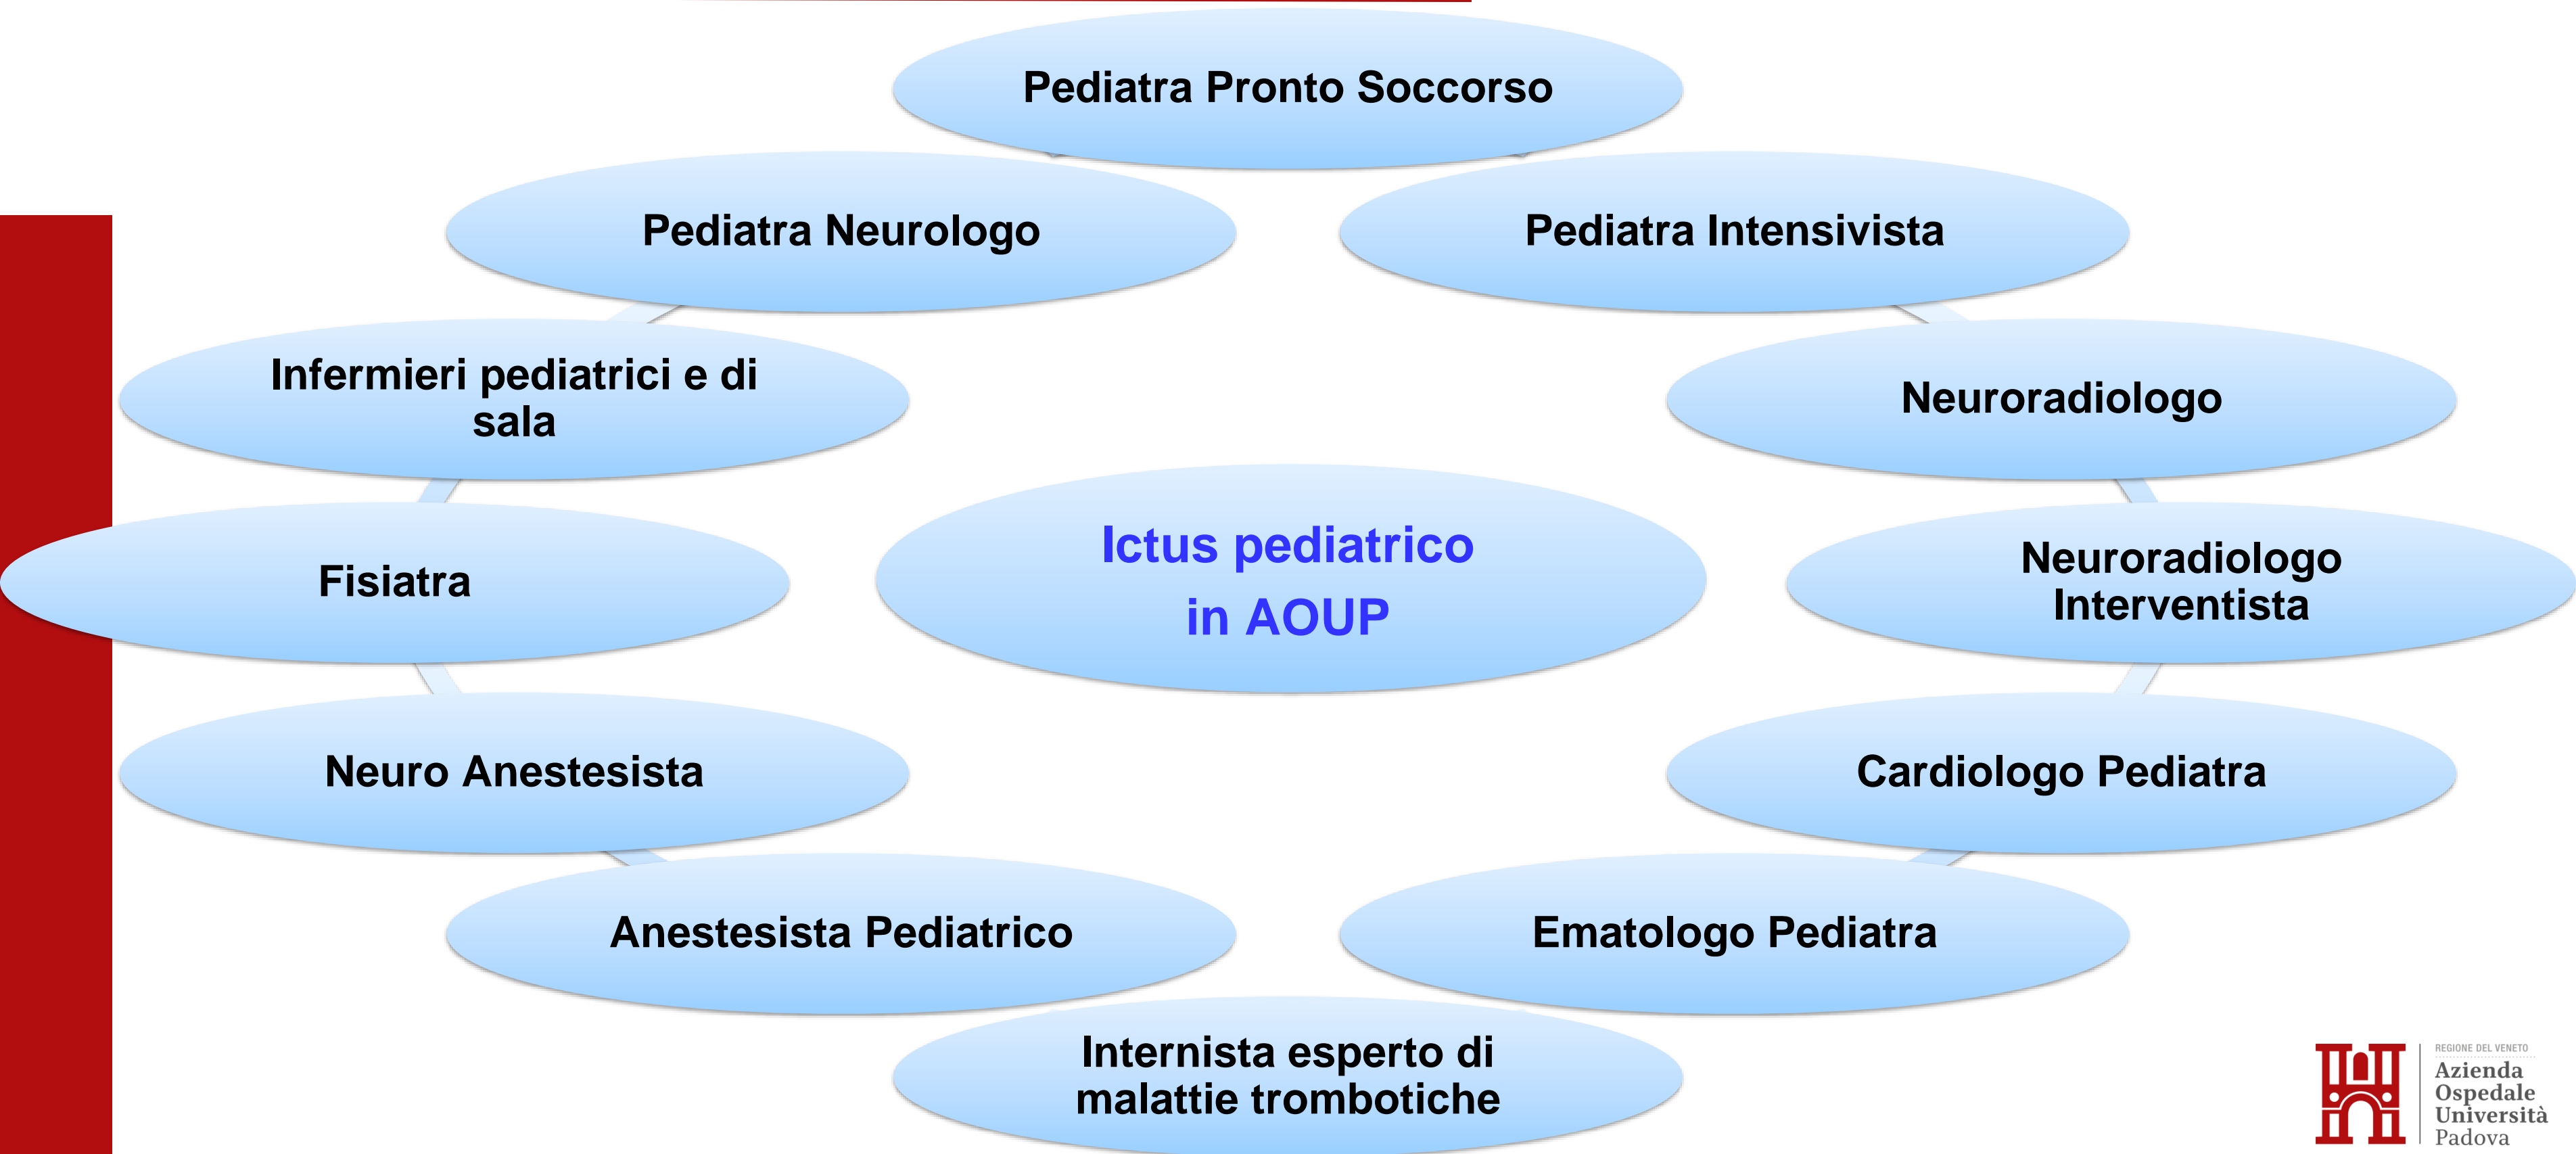 Pediatra Pronto Soccorso
Pediatra Neurologo
Pediatra Intensivista
Infermieri pediatrici e di
sala
Neuroradiologo
Ictus pediatrico
in AOUP
Fisiatra
Neuroradiologo
Interventista
Neuro Anestesista
Cardiologo Pediatra
Anestesista Pediatrico
Ematologo Pediatra
Internista esperto di
malattie trombotiche
REGIONE DEL VENETO
Azienda
Ospedale
Università
Padova